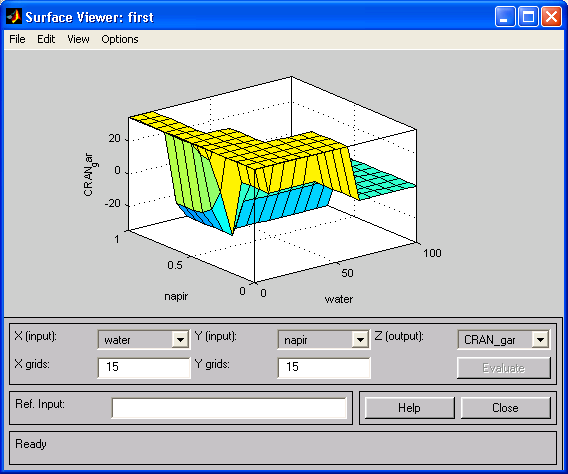 Surface Viewer: first
File Edit View Options
20
0
-20
CRAN_gar
1
0.5
0
napir
0
50
100
water
X (input): water Y (input): napir Z (output): CRAN_gar
X grids: 15 Y grids: 15 Evaluate
Ref. Input: Help Close
Ready